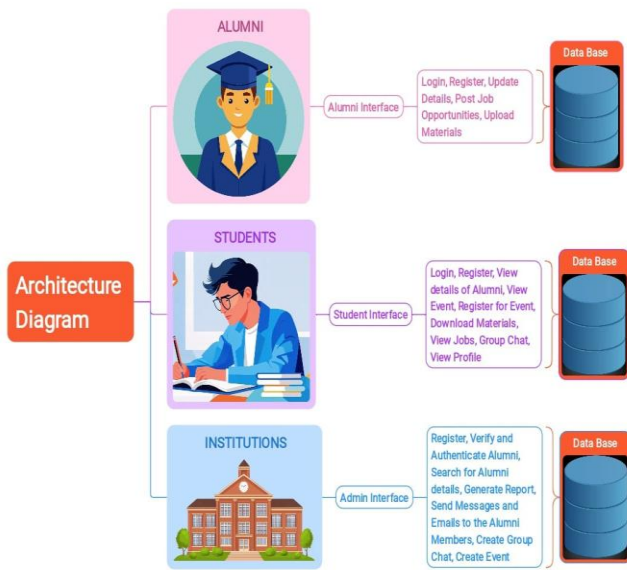 Architecture
Diagram
ALUMNI
Alumni Interface
Login, Register, Update
Details, Post Job
Opportunities, Upload
Materials
Data Base
STUDENTS
Student Interface
Login, Register, View
details of Alumni, View
Event, Register for Event,
Download Materials,
View Jobs, Group Chat,
View Profile
Data Base
INSTITUTIONS
Admin Interface
Register, Verify and
Authenticate Alumni,
Search for Alumni
details, Generate Report,
Send Messages and
Emails to the Alumni
Members, Create Group
Chat, Create Event
Data Base